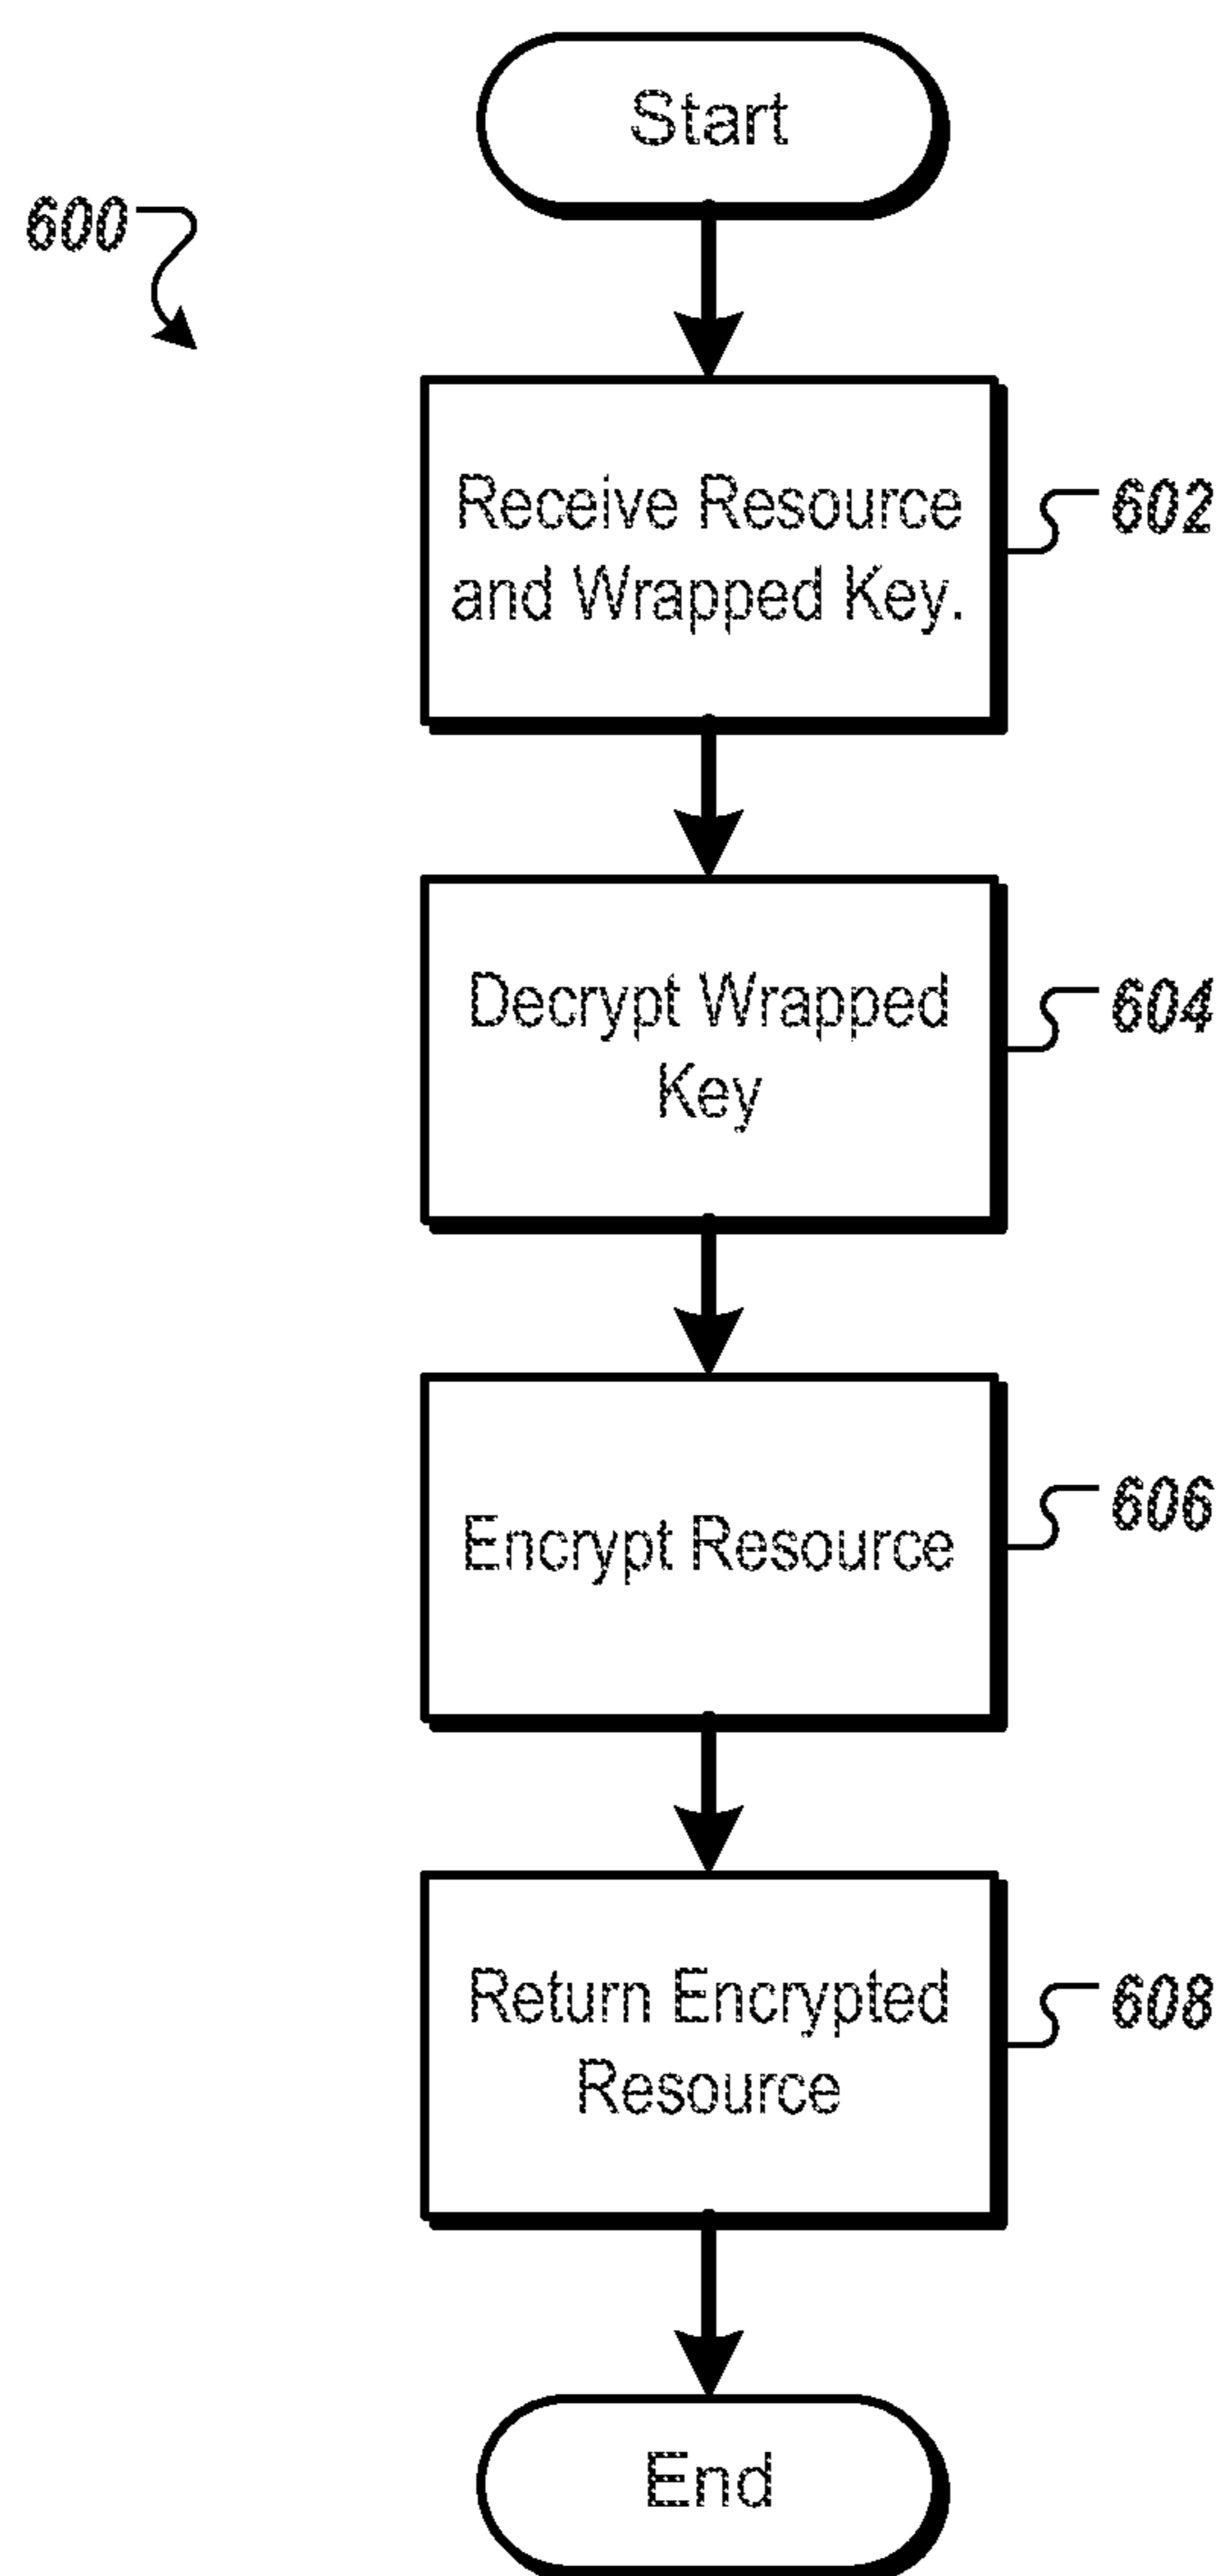 Start
600
Receive Resource
and Wrapped Key.
602
Decrypt Wrapped
Key
604
Encrypt Resource
606
Return Encrypted
Resource
608
End